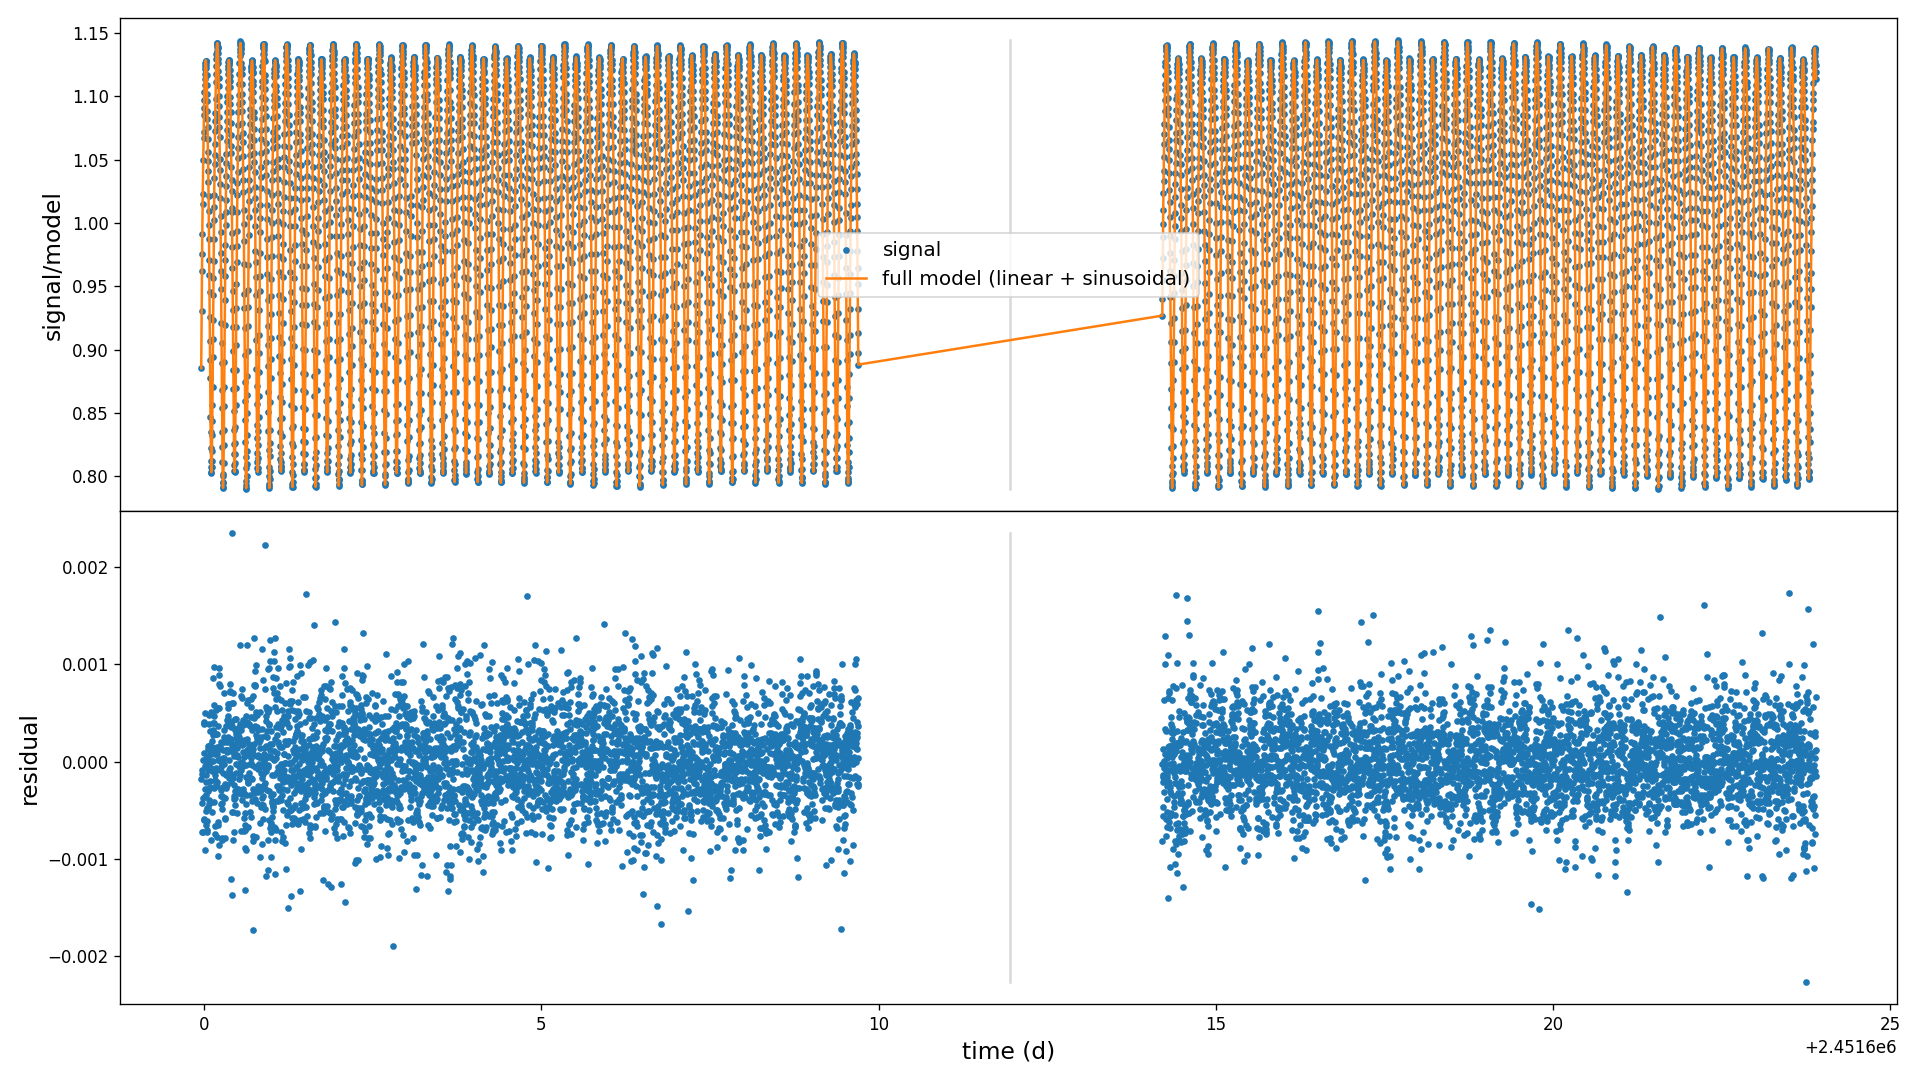 1.15
1.10
1.05
1.00
0.95
0.90
0.85
0.80
signal/model
signal
full model (linear + sinusoidal)
0.002
0.001
0.000
−0.001
−0.002
residual
0 5 10 15 20 25
time (d)
+2.4516e6